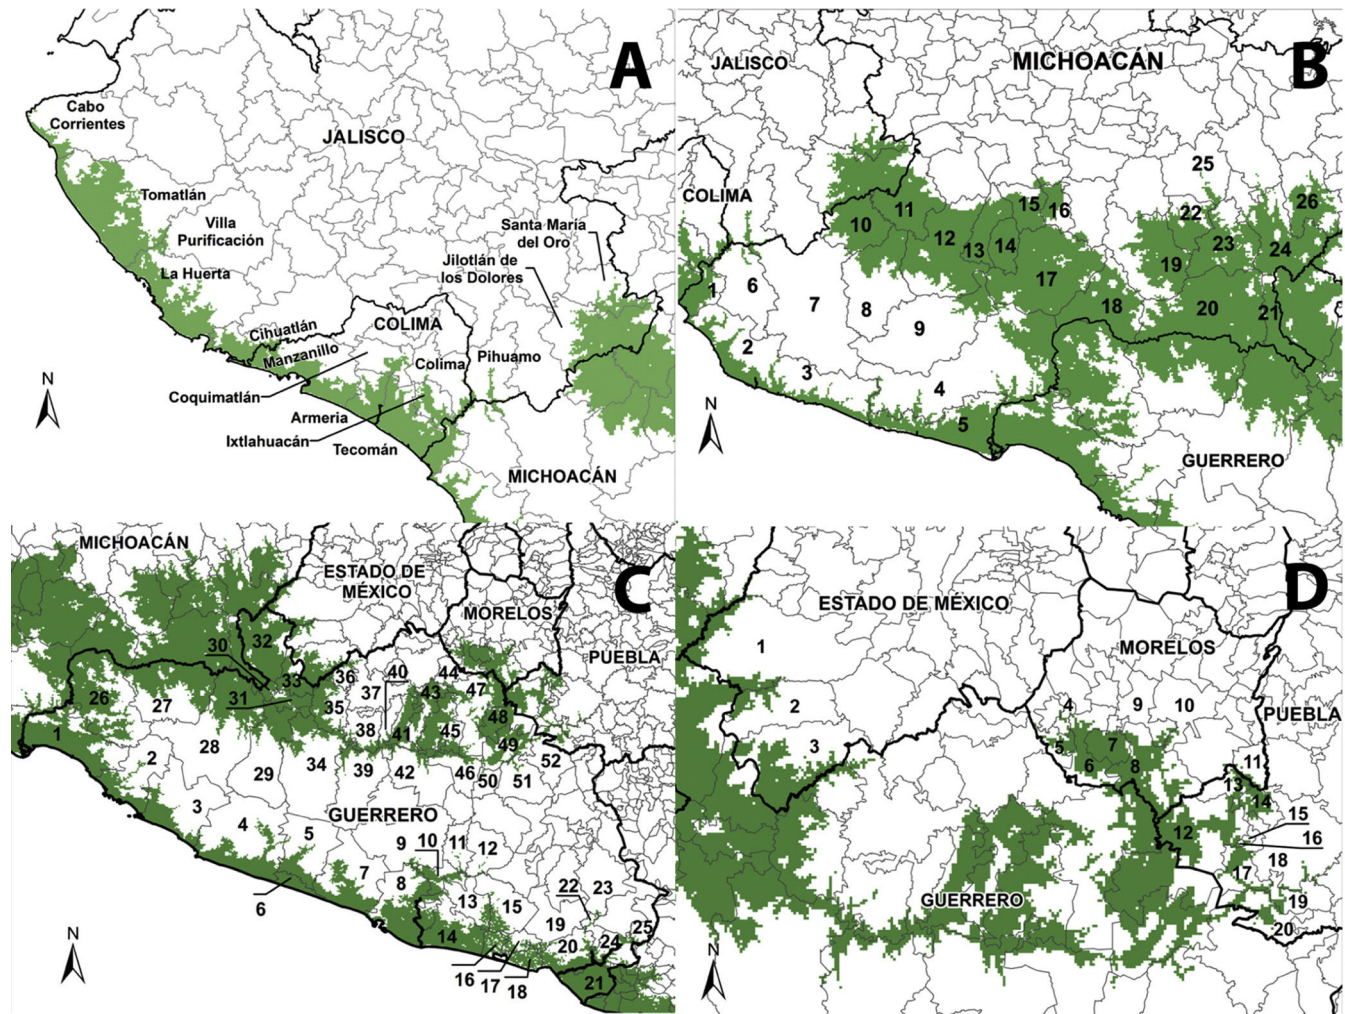 A
Cabo
Corrientes
JALISCO
Tomatlán
Villa
Purificación
Santa María
del Oro
La Huerta
Jilotlán de
los Dolores
Cihuatlán
COLIMA
Manzanillo
Colima
Pihuamo
Coquimatlán
Armeria
Ixtlahuacán
Tecomán
MICHOACÁN
N
B
JALISCO
MICHOACÁN
COLIMA
25
26
15
16
22
11
10
12
13
14
23
24
19
17
1
6
7
8
18
20
21
9
2
3
4
5
N
GUERRERO
C
MICHOACÁN
ESTADO DE
MÉXICO
MORELOS
PUEBLA
30
32
33
36
40
44
26
27
31
37
43
47
35
48
1
38
41
45
28
49
2
29
34
39
42
46
50
51
52
3
4
5
GUERRERO
9
10
11
12
6
7
8
13
22
23
14
15
19
25
20
24
16
17
18
21
N
D
ESTADO DE MÉXICO
1
MORELOS
2
4
9
10
PUEBLA
3
5
7
6
8
11
13
14
15
12
16
18
17
GUERRERO
19
20
N